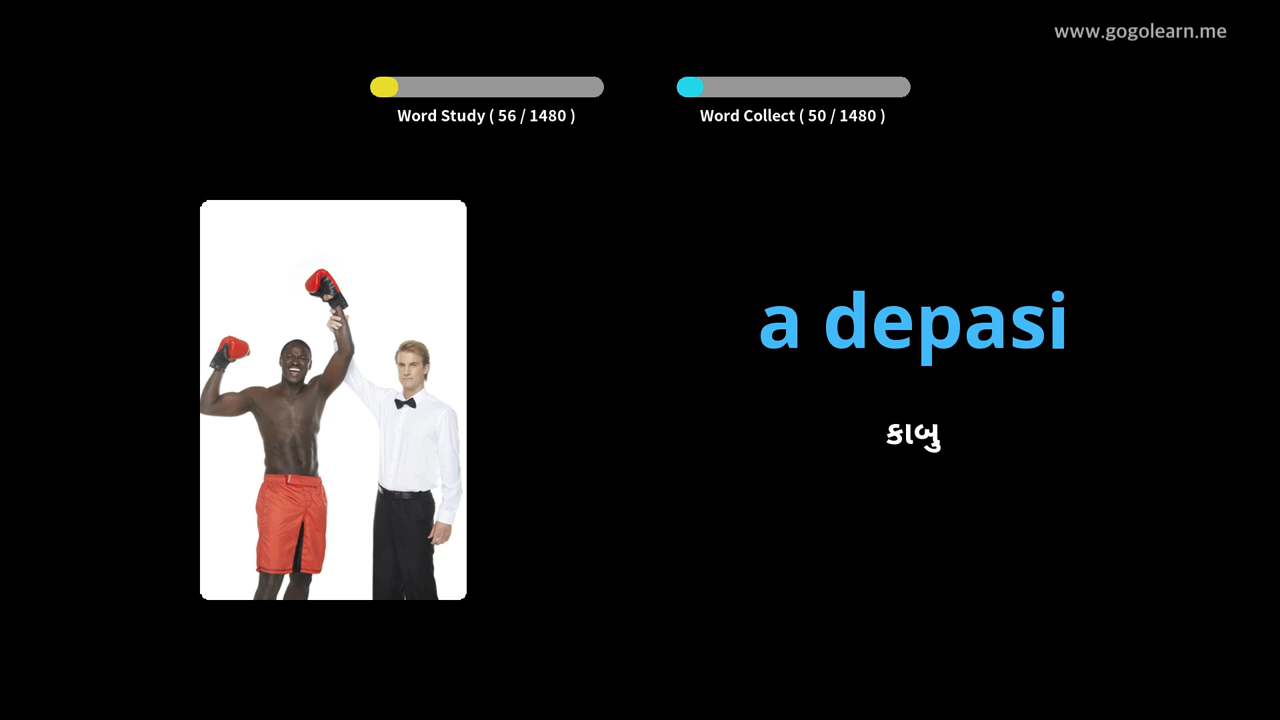 www.gogolearn.me
Word Study ( 56 / 1480 )
Word Collect ( 50 / 1480 )
a depasi
કાબુ